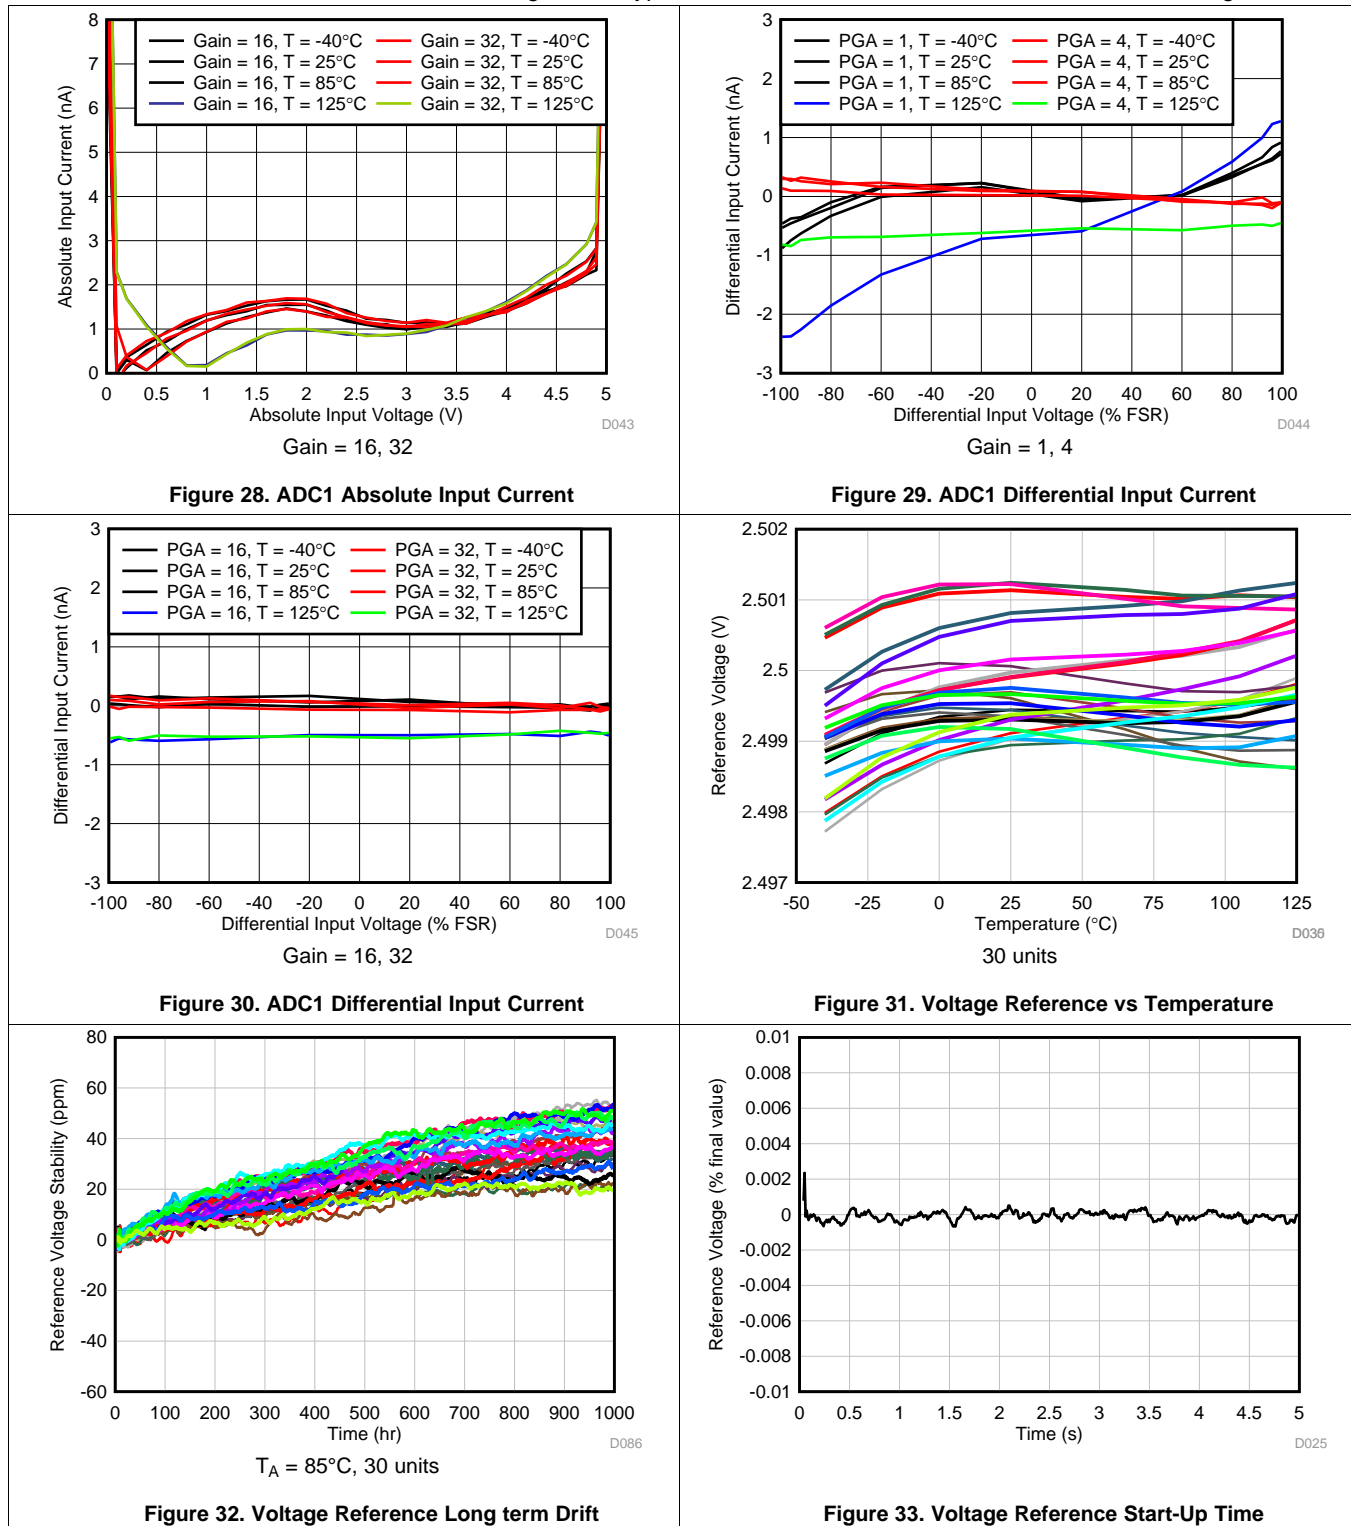 8
7
6
5
4
3
2
1
0
Absolute Input Current (nA)
Gain = 16, T = -40°C
Gain = 16, T = 25°C
Gain = 16, T = 85°C
Gain = 16, T = 125°C
Gain = 32, T = -40°C
Gain = 32, T = 25°C
Gain = 32, T = 85°C
Gain = 32, T = 125°C
0 0.5 1 1.5 2 2.5 3 3.5 4 4.5 5
Absolute Input Voltage (V)
D043
Gain = 16, 32
Figure 28. ADC1 Absolute Input Current
3
2
1
0
-1
-2
-3
Differential Input Current (nA)
PGA = 1, T = -40°C
PGA = 1, T = 25°C
PGA = 1, T = 85°C
PGA = 1, T = 125°C
PGA = 4, T = -40°C
PGA = 4, T = 25°C
PGA = 4, T = 85°C
PGA = 4, T = 125°C
-100 -80 -60 -40 -20 0 20 40 60 80 100
Differential Input Voltage (% FSR)
D044
Gain = 1, 4
Figure 29. ADC1 Differential Input Current
3
2
1
0
-1
-2
-3
Differential Input Current (nA)
PGA = 16, T = -40°C
PGA = 16, T = 25°C
PGA = 16, T = 85°C
PGA = 16, T = 125°C
PGA = 32, T = -40°C
PGA = 32, T = 25°C
PGA = 32, T = 85°C
PGA = 32, T = 125°C
-100 -80 -60 -40 -20 0 20 40 60 80 100
Differential Input Voltage (% FSR)
D045
Gain = 16, 32
Figure 30. ADC1 Differential Input Current
2.502
2.501
2.5
2.499
2.498
2.497
Reference Voltage (V)
-50 -25 0 25 50 75 100 125
Temperature (°C)
30 units
Figure 31. Voltage Reference vs Temperature
80
60
40
20
0
-20
-40
-60
Reference Voltage Stability (ppm)
0 100 200 300 400 500 600 700 800 900 1000
Time (hr)
D086
TA = 85°C, 30 units
Figure 32. Voltage Reference Long term Drift
0.01
0.008
0.006
0.004
0.002
0
-0.002
-0.004
-0.006
-0.008
-0.01
Reference Voltage (% final value)
0 0.5 1 1.5 2 2.5 3 3.5 4 4.5 5
Time (s)
D025
Figure 33. Voltage Reference Start-Up Time